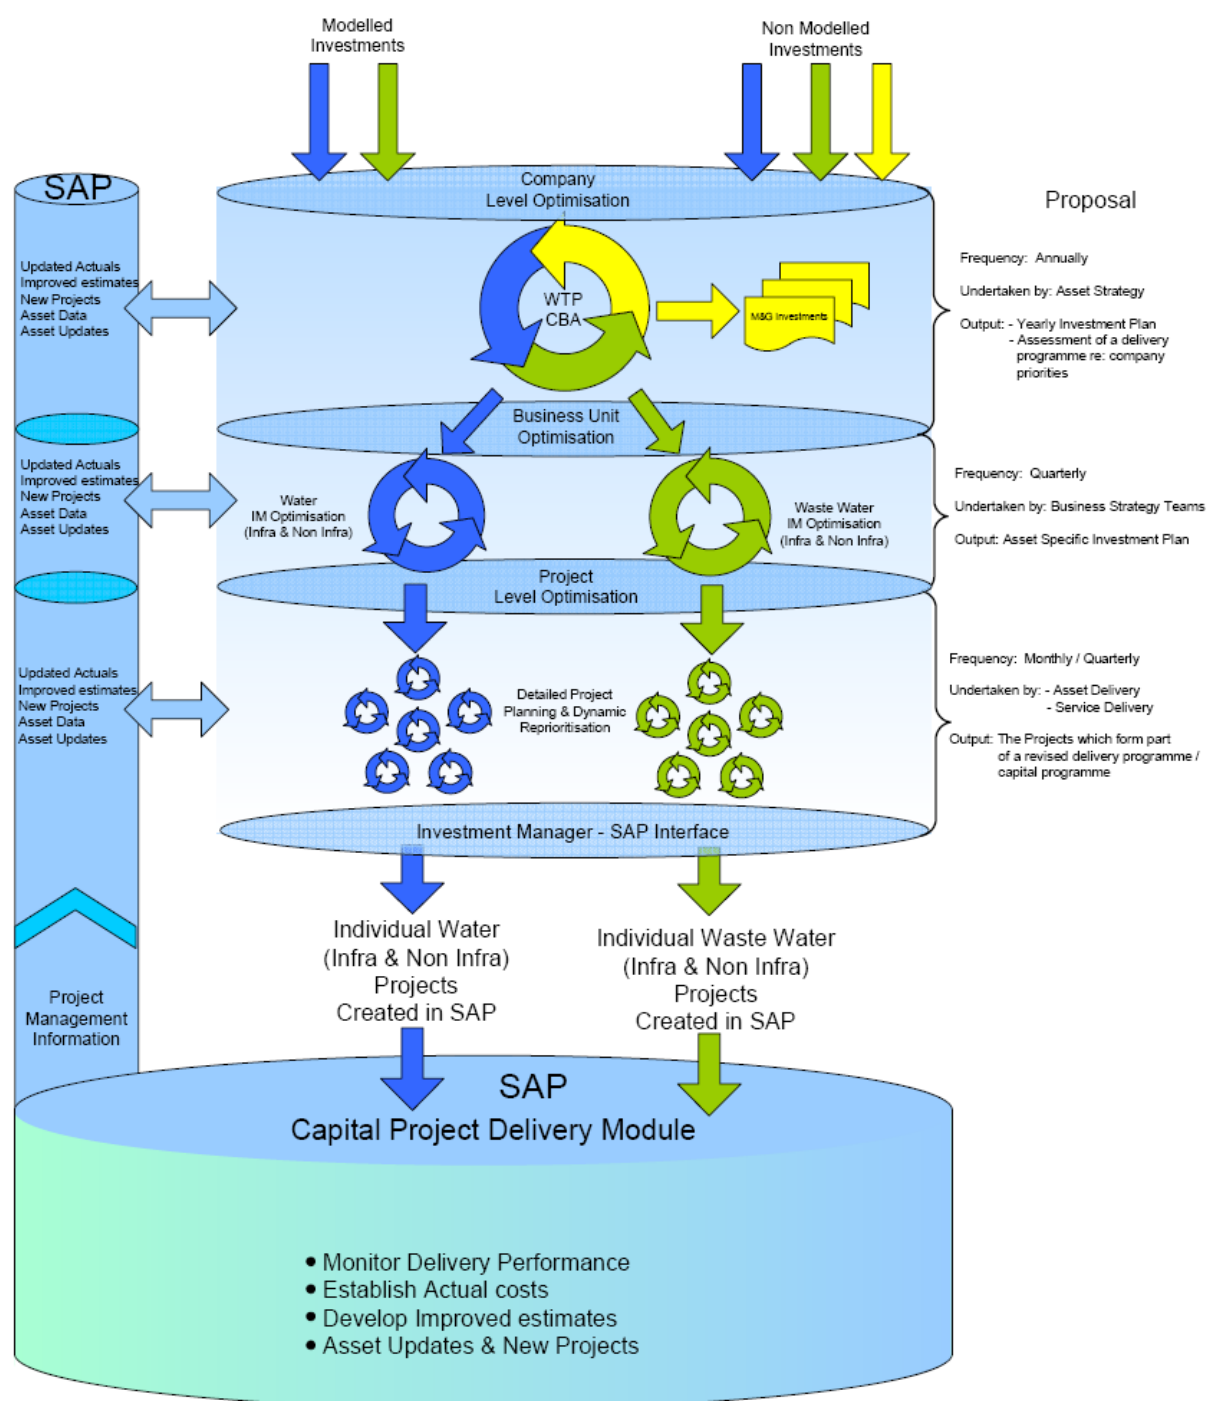 Modelled
Investments
Non Modelled
Investments
SAP
Company
Level Optimisation
Proposal
Updated Actuals
Improved estimates
New Projects
Asset Data
Asset Updates
WTP
CBA
M&G Investments
Frequency: Annually
Undertaken by: Asset Strategy
Output: - Yearly Investment Plan
- Assessment of a delivery
programme re: company
priorities
Business Unit
Optimisation
Updated Actuals
Improved estimates
New Projects
Asset Data
Asset Updates
Water
IM Optimisation
(Infra & Non Infra)
Waste Water
IM Optimisation
(Infra & Non Infra)
Frequency: Quarterly
Undertaken by: Business Strategy Teams
Output: Asset Specific Investment Plan
Project
Level Optimisation
Updated Actuals
Improved estimates
New Projects
Asset Data
Asset Updates
Detailed Project
Planning & Dynamic
Reprioritisation
Frequency: Monthly / Quarterly
Undertaken by: - Asset Delivery
- Service Delivery
Output: The Projects which form part
of a revised delivery programme /
capital programme
Investment Manager - SAP Interface
Individual Water
(Infra & Non Infra)
Projects
Created in SAP
Individual Waste Water
(Infra & Non Infra)
Projects
Created in SAP
Project
Management
Information
SAP
Capital Project Delivery Module
• Monitor Delivery Performance
• Establish Actual costs
• Develop Improved estimates
• Asset Updates & New Projects